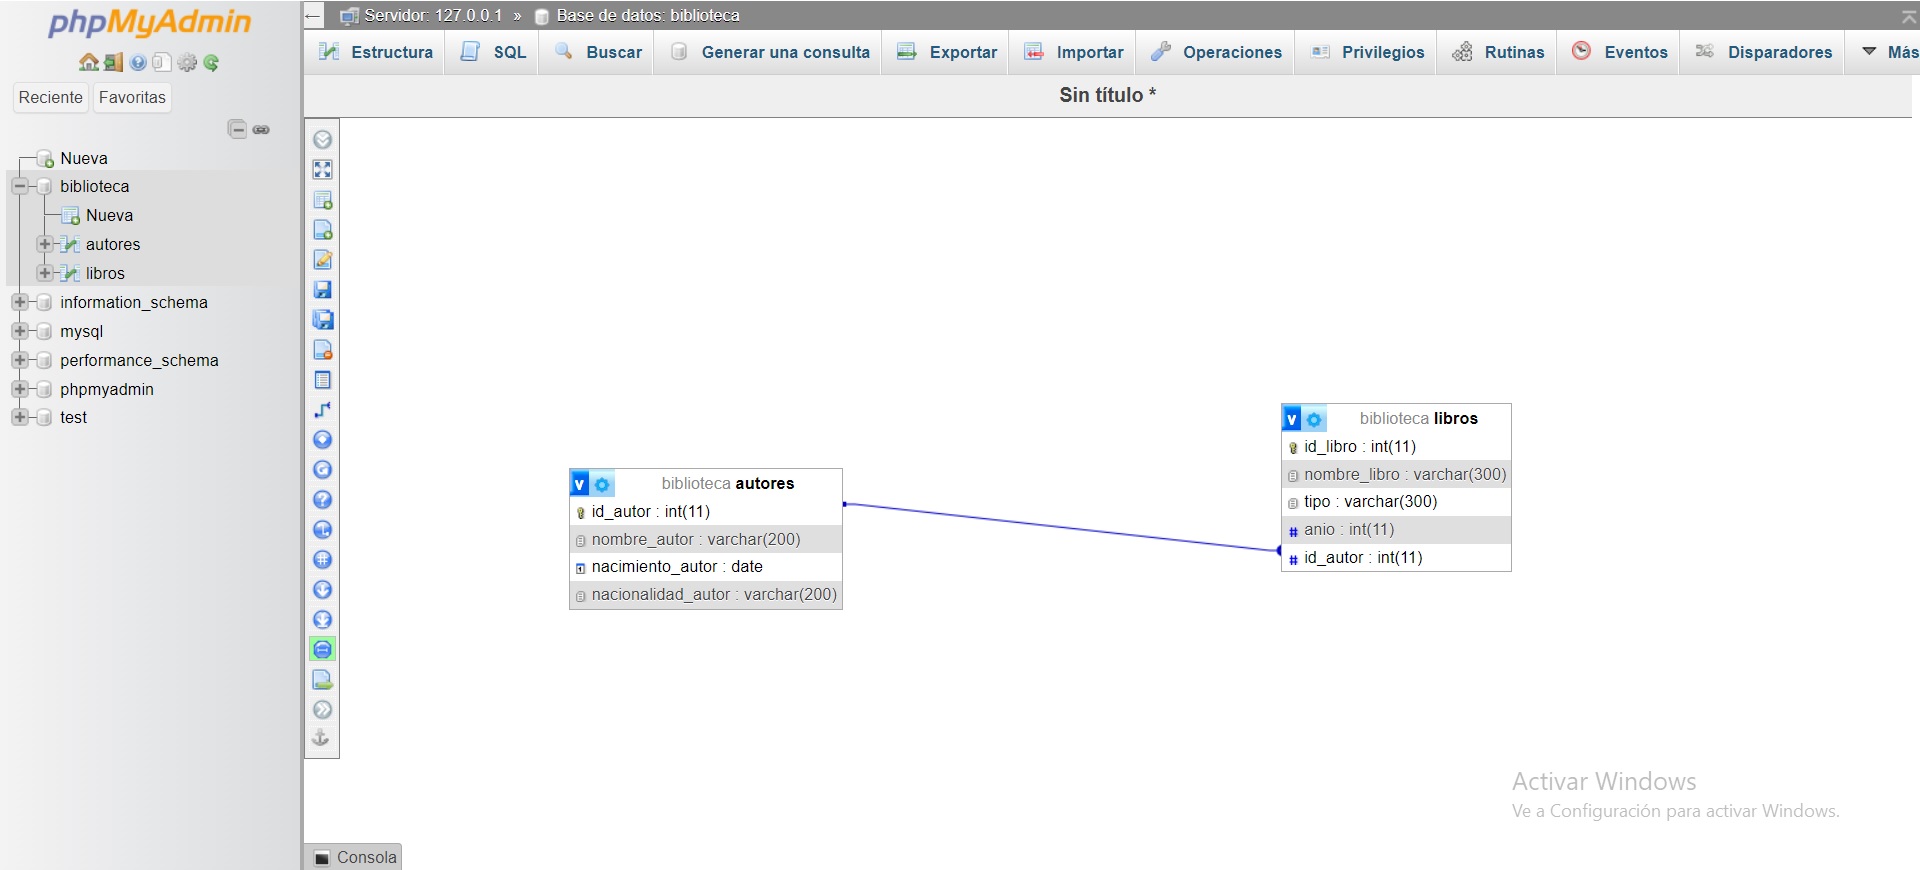 phpMyAdmin
Reciente Favoritas
Nueva
biblioteca
Nueva
autores
libros
information_schema
mysql
performance_schema
phpmyadmin
test
Servidor: 127.0.0.1 » Base de datos: biblioteca
Estructura SQL Buscar Generar una consulta Exportar Importar Operaciones Privilegios Rutinas Eventos Disparadores Más
Sin título *
v biblioteca autores
id_autor : int(11)
nombre_autor : varchar(200)
nacimiento_autor : date
nacionalidad_autor : varchar(200)
v biblioteca libros
id_libro : int(11)
nombre_libro : varchar(300)
tipo : varchar(300)
# anio : int(11)
# id_autor : int(11)
Activar Windows
Ve a Configuración para activar Windows.
Consola